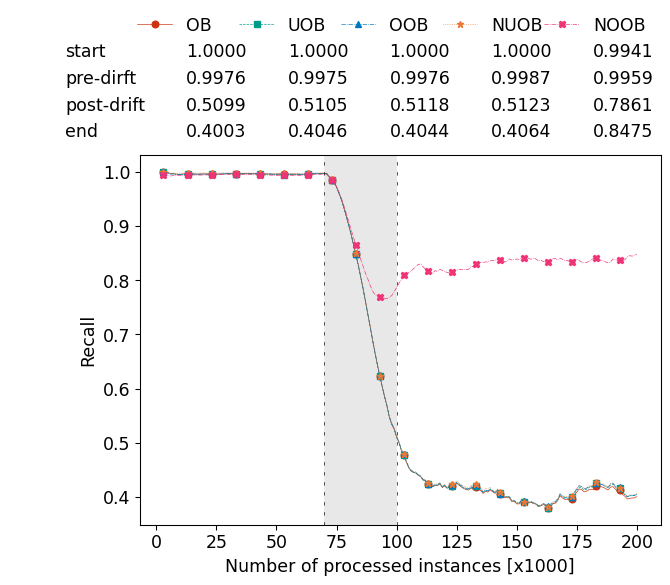 OB UOB OOB NUOB NOOB
start 1.0000 1.0000 1.0000 1.0000 0.9941
pre-dirft 0.9976 0.9975 0.9976 0.9987 0.9959
post-drift 0.5099 0.5105 0.5118 0.5123 0.7861
end 0.4003 0.4046 0.4044 0.4064 0.8475
1.0
0.9
0.8
0.7
0.6
0.5
0.4
Recall
0 25 50 75 100 125 150 175 200
Number of processed instances [x1000]